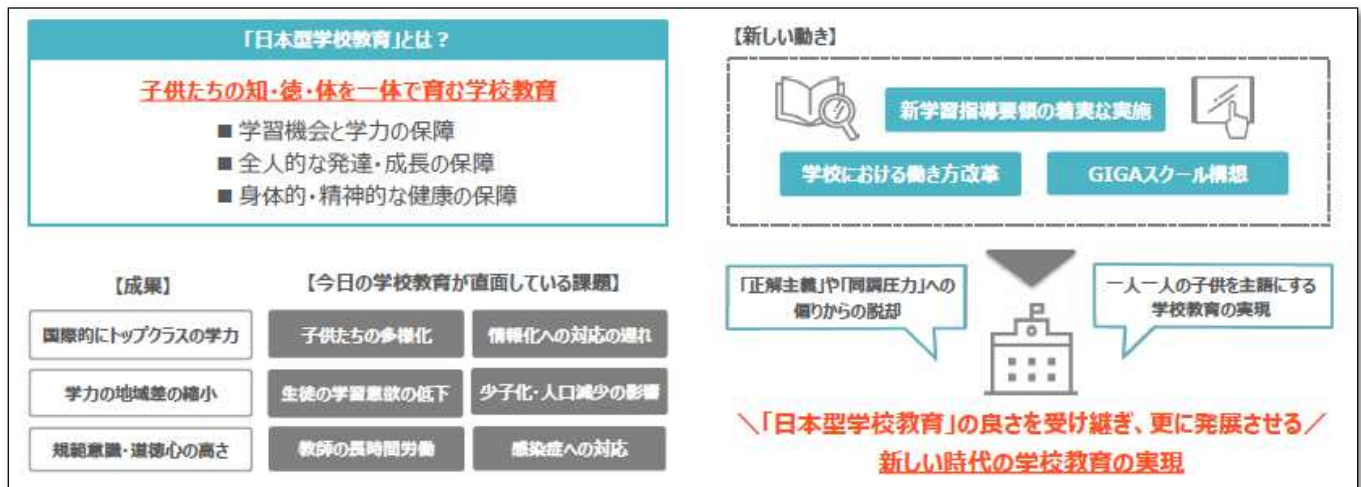 「日本型学校教育」とは？
子供たちの知・徳・体を一体で育む学校教育
■ 学習機会と学力の保障
■ 全人的な発達・成長の保障
■ 身体的・精神的な健康の保障
【成果】
国際的にトップクラスの学力
学力の地域差の縮小
規範意識・道徳心の高さ
【今日の学校教育が直面している課題】
子供たちの多様化
情報化への対応の遅れ
生徒の学習意欲の低下
少子化・人口減少の影響
教師の長時間労働
感染症への対応
【新しい動き】
新学習指導要領の着実な実施
学校における働き方改革
GIGAスクール構想
「正解主義」や「同調圧力」への
偏りからの脱却
一人一人の子供を主語にする
学校教育の実現
＼「日本型学校教育」の良さを受け継ぎ、更に発展させる／
新しい時代の学校教育の実現